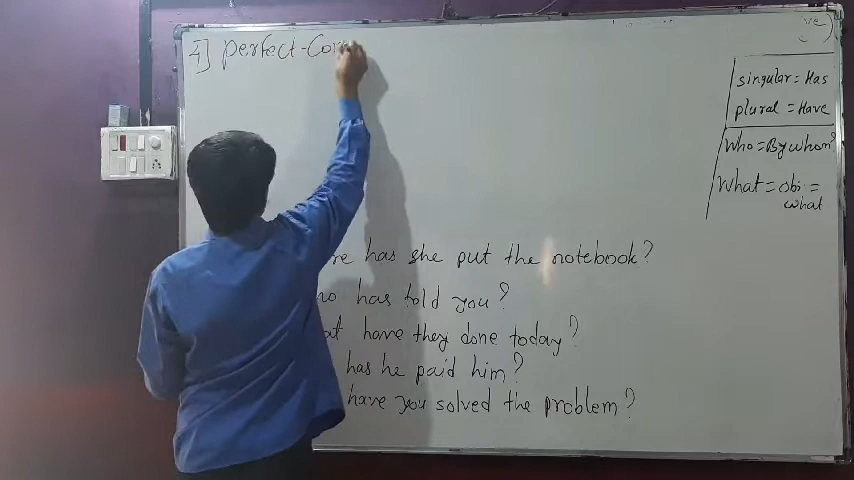 4] Perfect-Con
singular = Has
plural = Have
Who = By whom?
What = obj =
what
has she put the notebook?
has told you?
have they done today?
has he paid him?
have you solved the problem?